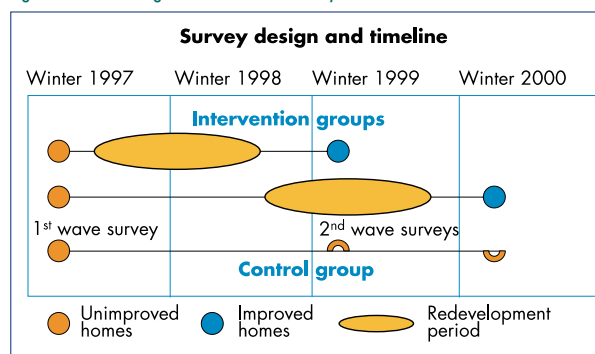 Survey design and timeline
Winter 1997 Winter 1998 Winter 1999 Winter 2000
Intervention groups
1st wave survey 2nd wave surveys
Control group
Unimproved homes
Improved homes
Redevelopment period